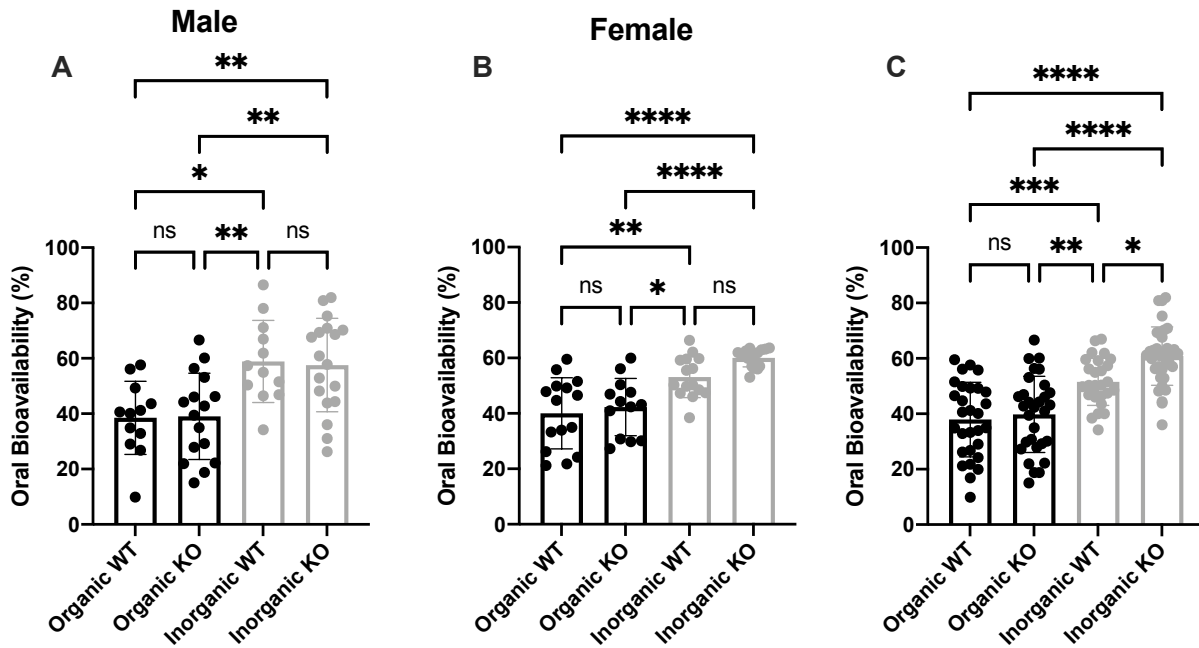 Male
A
**
**
*
ns
**
ns
Oral Bioavailability (%)
100
80
60
40
20
0
Organic WT
Organic KO
Inorganic WT
Inorganic KO
Female
B
****
****
**
ns
*
ns
Oral Bioavailability (%)
100
80
60
40
20
0
Organic WT
Organic KO
Inorganic WT
Inorganic KO
C
****
****
***
ns
**
*
Oral Bioavailability (%)
100
80
60
40
20
0
Organic WT
Organic KO
Inorganic WT
Inorganic KO